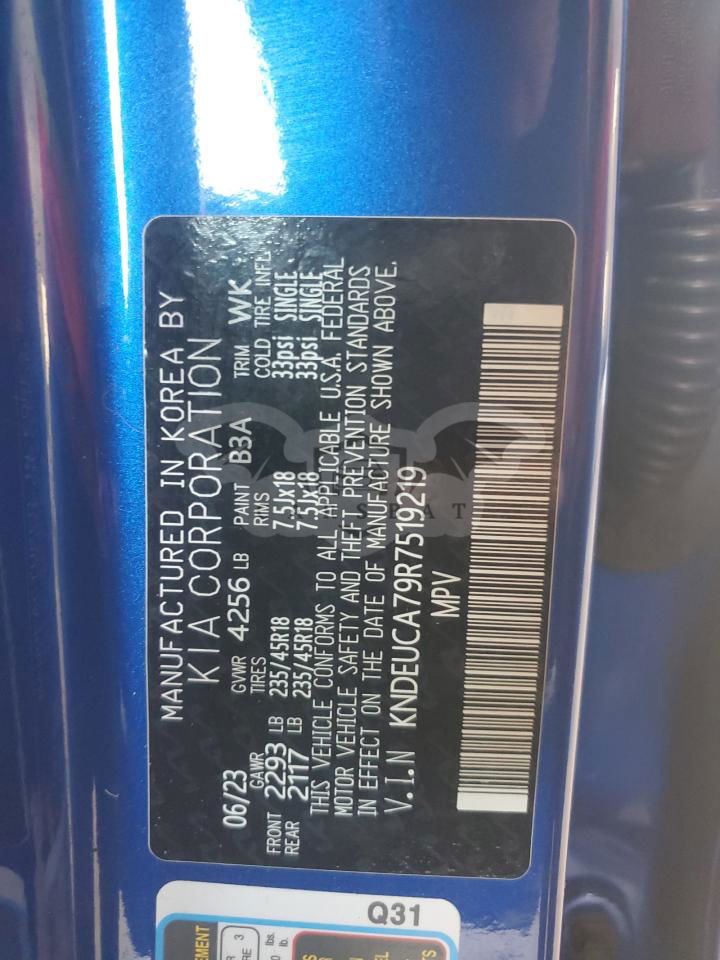 MANUFACTURED IN KOREA BY
KIA CORPORATION
06/23 GVWR 4256 LB PAINT B3A TRIM WK
GAWR TIRES RIMS COLD TIRE INFL
FRONT 2293 LB 235/45R18 7.5Jx18 33psi SINGLE
REAR 2117 LB 235/45R18 7.5Jx18 33psi SINGLE
THIS VEHICLE CONFORMS TO ALL APPLICABLE U.S.A. FEDERAL
MOTOR VEHICLE SAFETY AND THEFT PREVENTION STANDARDS
IN EFFECT ON THE DATE OF MANUFACTURE SHOWN ABOVE.
V.I.N KNDEUCA79R7519219
MPV
Q31